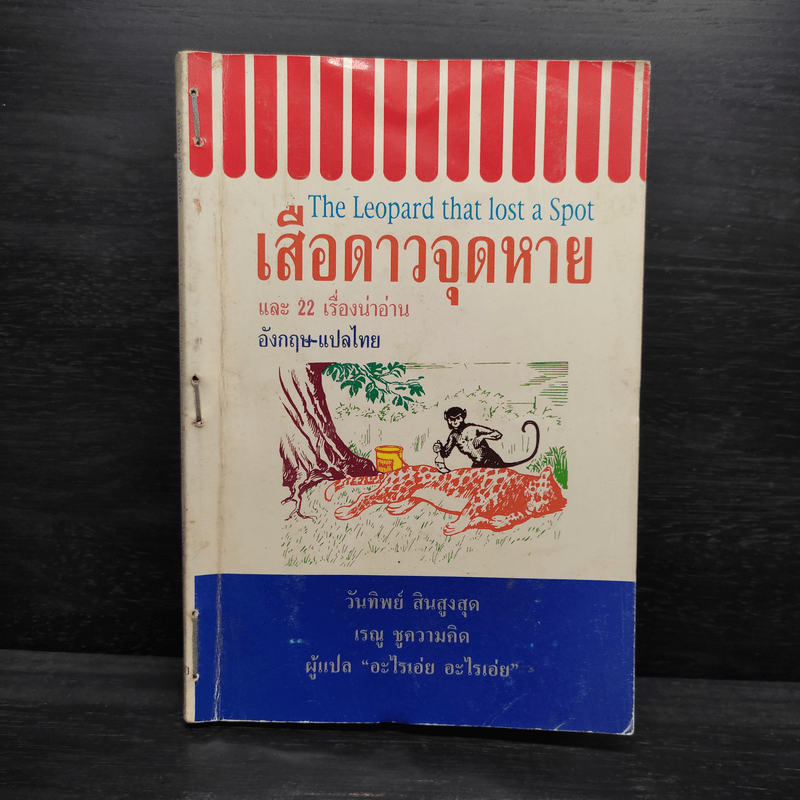 The Leopard that lost a Spot
เสือดาวจุดหาย
และ 22 เรื่องน่าอ่าน
อังกฤษ-แปลไทย
วันทิพย์ สินสูงสุด
เรณู ชูความคิด
ผู้แปล “อะไรเอ่ย อะไรเอ่ย”